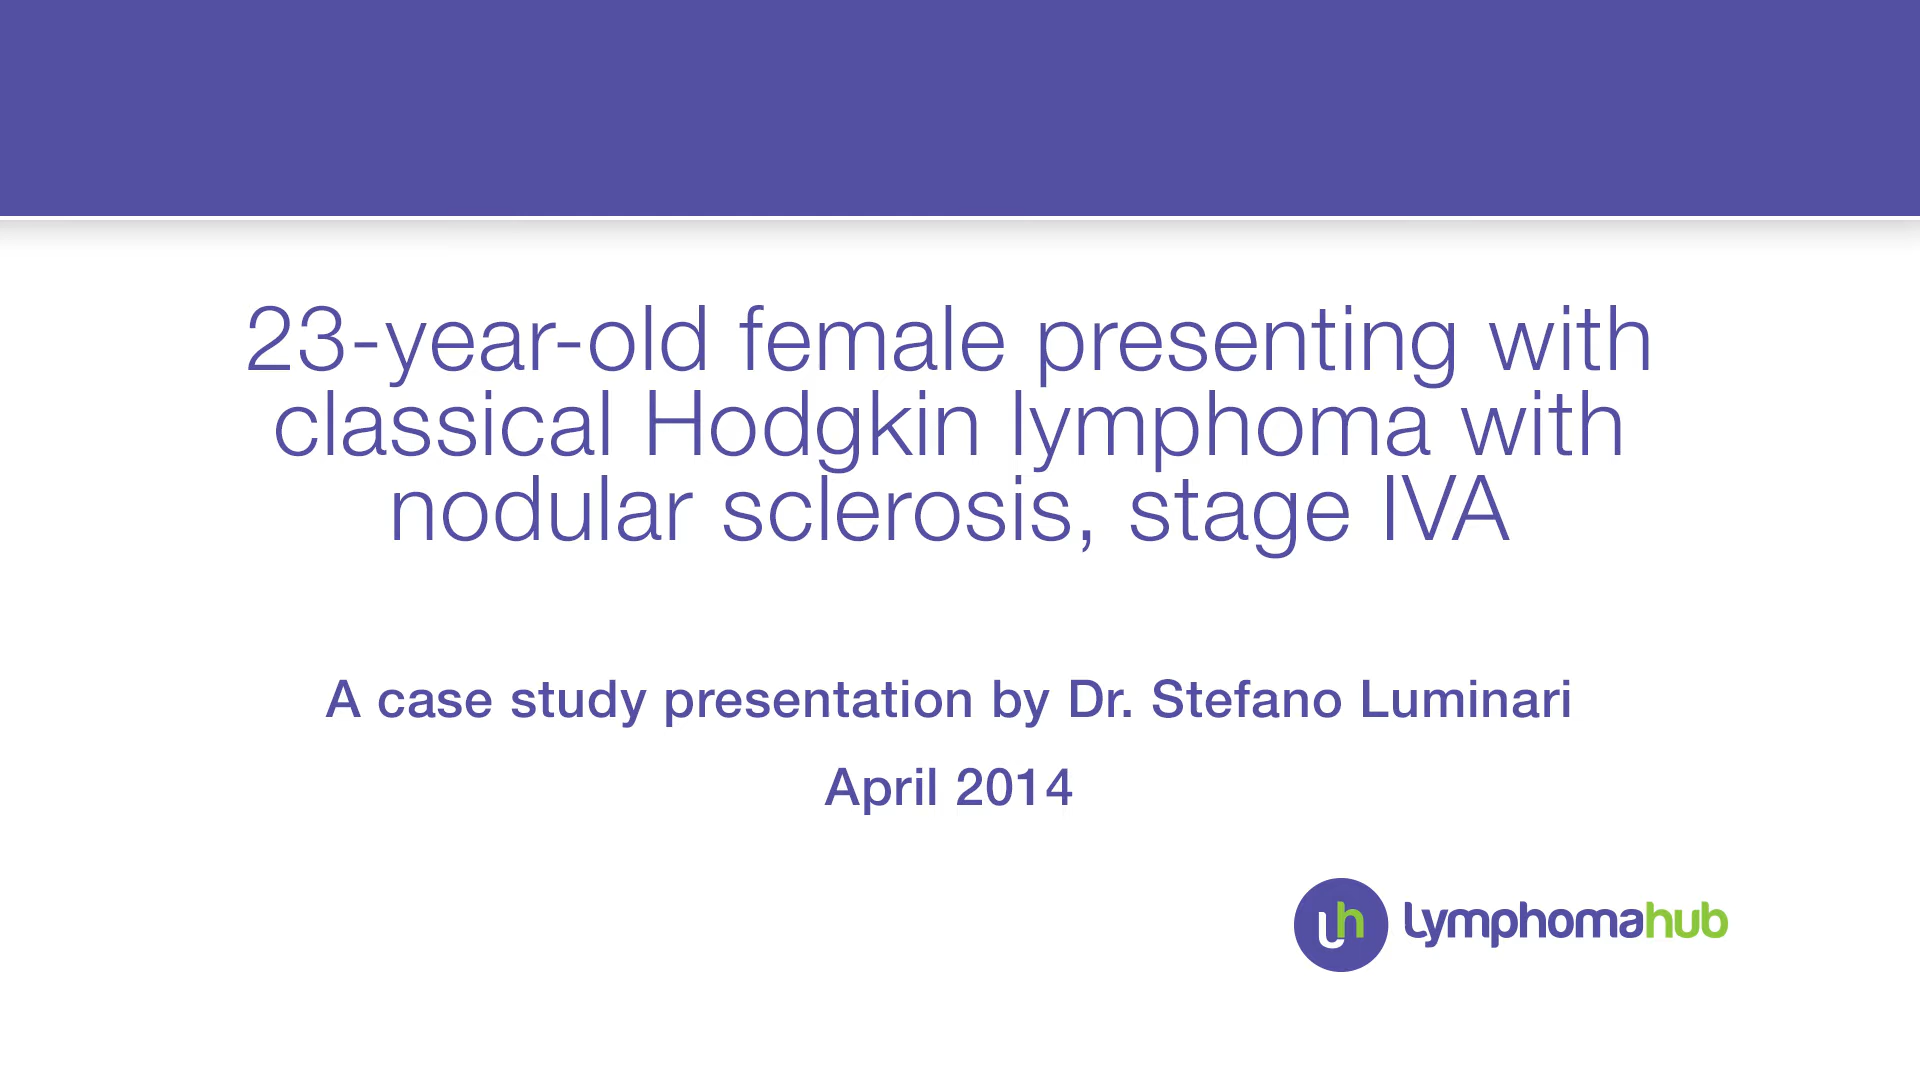 23-year-old female presenting with
classical Hodgkin lymphoma with
nodular sclerosis, stage IVA
A case study presentation by Dr. Stefano Luminari
April 2014
lh lymphomahub